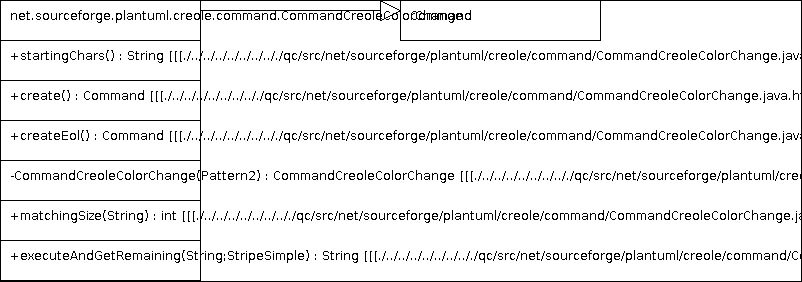 net.sourceforge.plantuml.creole.command.CommandCreoleColorChange
Command
+startingChars() : String [[[./../../../../../../../../qc/src/net/sourceforge/plantuml/creole/command/CommandCreoleColorChange.java
+create() : Command [[[./../../../../../../../../qc/src/net/sourceforge/plantuml/creole/command/CommandCreoleColorChange.java.h
+createEol() : Command [[[./../../../../../../../../qc/src/net/sourceforge/plantuml/creole/command/CommandCreoleColorChange.java
-CommandCreoleColorChange(Pattern2) : CommandCreoleColorChange [[[./../../../../../../../../qc/src/net/sourceforge/plantuml/cre
+matchingSize(String) : int [[[./../../../../../../../../qc/src/net/sourceforge/plantuml/creole/command/CommandCreoleColorChange.ja
+executeAndGetRemaining(String;StripeSimple) : String [[[./../../../../../../../../qc/src/net/sourceforge/plantuml/creole/command/Co